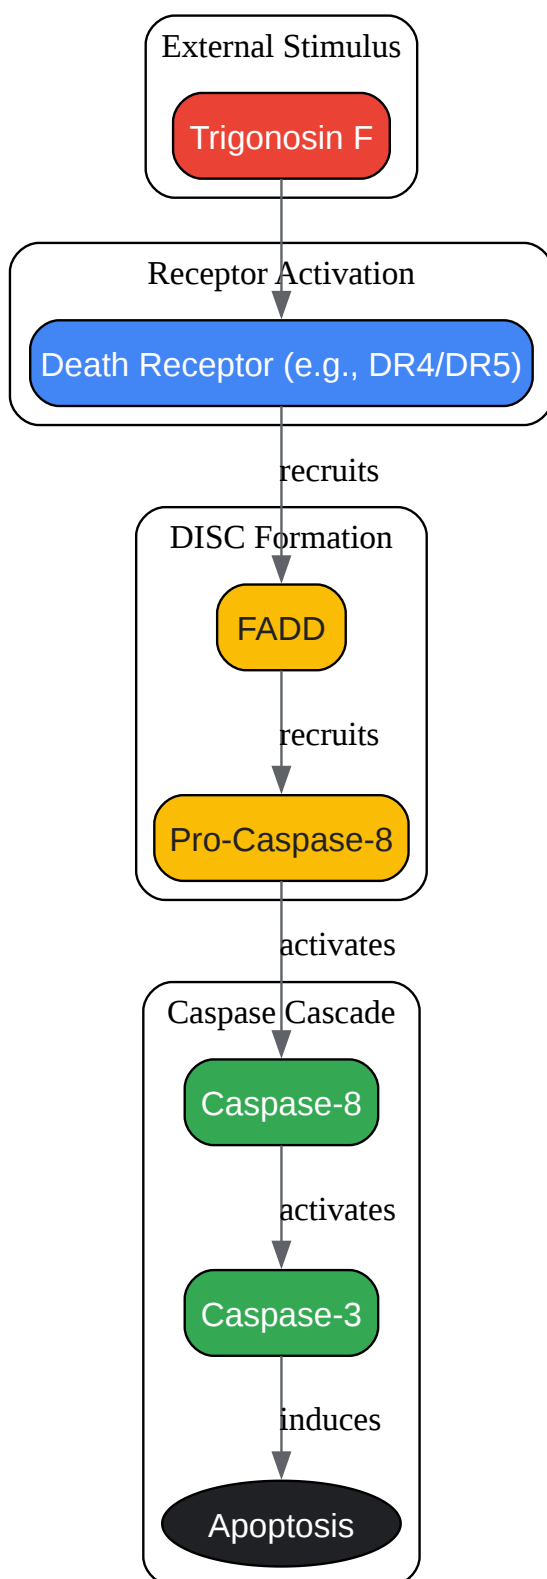 External Stimulus
Trigonosin F
Receptor Activation
Death Receptor (e.g., DR4/DR5)
recruits
DISC Formation
FADD
recruits
Pro-Caspase-8
activates
Caspase Cascade
Caspase-8
activates
Caspase-3
induces
Apoptosis